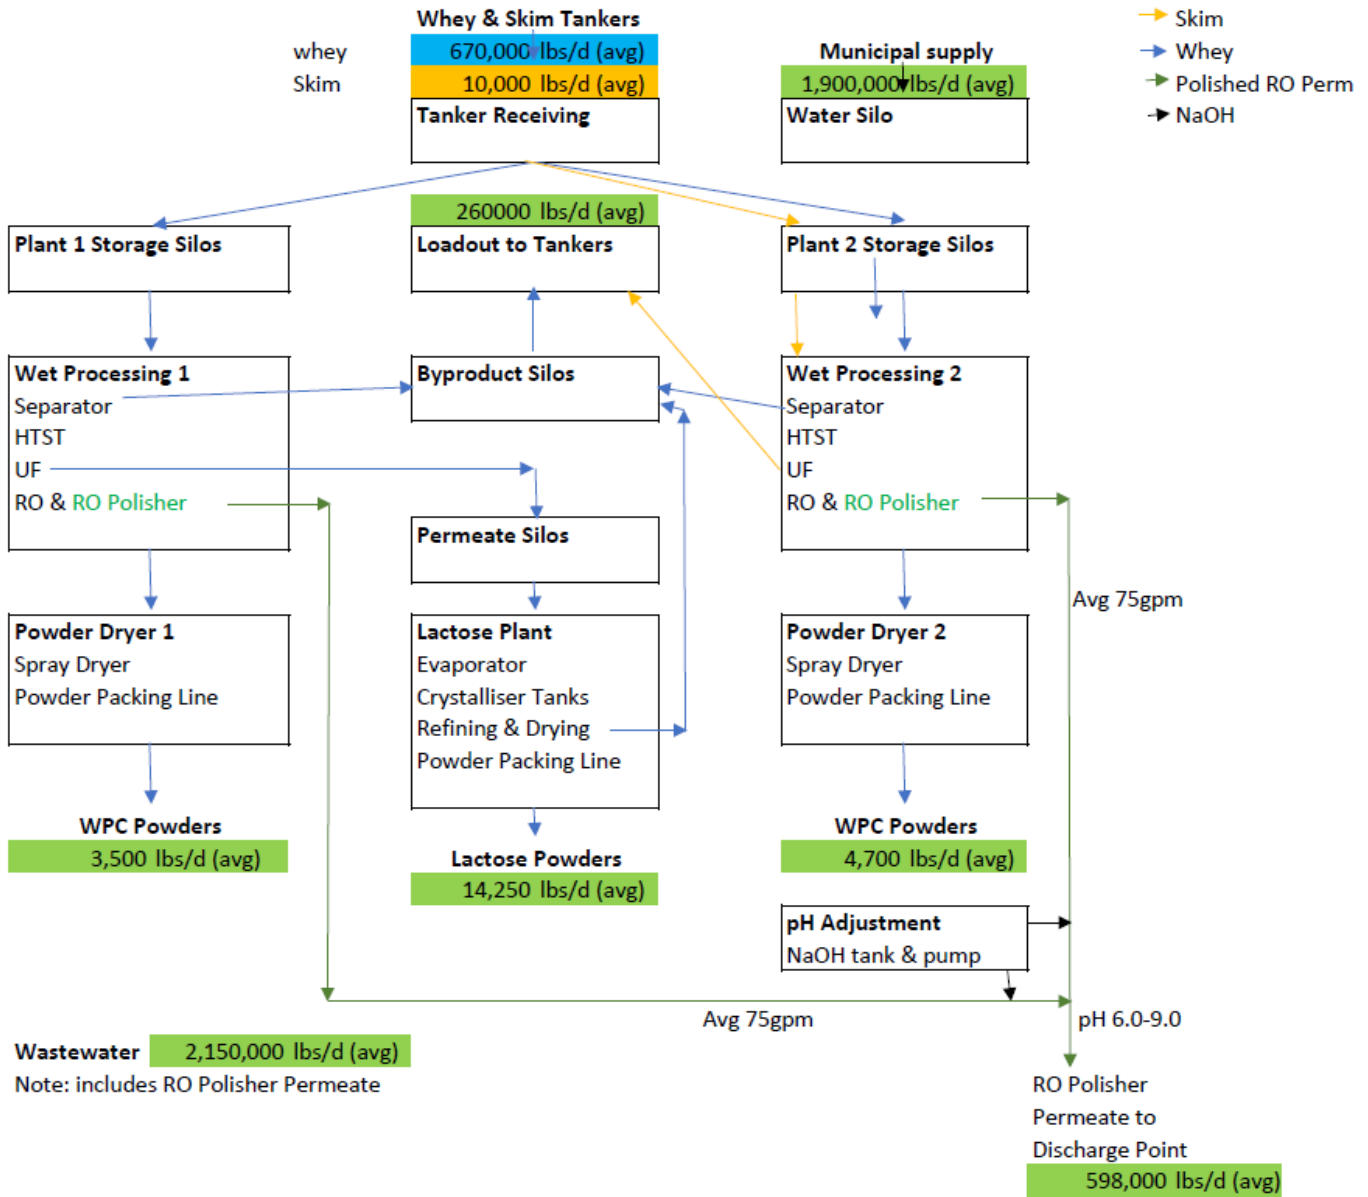 Whey & Skim Tankers
whey 670,000 lbs/d (avg)
Skim 10,000 lbs/d (avg)
Tanker Receiving
Municipal supply
1,900,000 lbs/d (avg)
Water Silo
Skim
Whey
Polished RO Perm
NaOH
Plant 1 Storage Silos
260000 lbs/d (avg)
Loadout to Tankers
Plant 2 Storage Silos
Wet Processing 1
Separator
HTST
UF
RO & RO Polisher
Byproduct Silos
Wet Processing 2
Separator
HTST
UF
RO & RO Polisher
Permeate Silos
Avg 75gpm
Powder Dryer 1
Spray Dryer
Powder Packing Line
Lactose Plant
Evaporator
Crystalliser Tanks
Refining & Drying
Powder Packing Line
Powder Dryer 2
Spray Dryer
Powder Packing Line
WPC Powders
3,500 lbs/d (avg)
Lactose Powders
14,250 lbs/d (avg)
WPC Powders
4,700 lbs/d (avg)
pH Adjustment
NaOH tank & pump
Avg 75gpm
pH 6.0-9.0
Wastewater 2,150,000 lbs/d (avg)
Note: includes RO Polisher Permeate
RO Polisher
Permeate to
Discharge Point
598,000 lbs/d (avg)